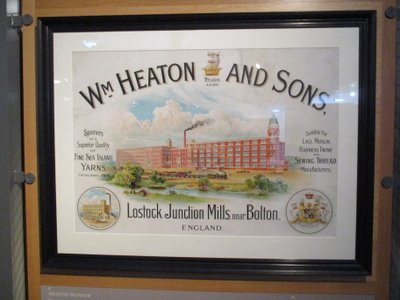 WM HEATON AND SONS.
Spinners
of a
Superior Quality
of
FINE SEA ISLAND
YARNS.
Suitable for
LACE, MUSLIN,
HARNESS TWINE
and
SEWING THREAD
Manufacturers.
Lostock Junction Mills, near Bolton.
ENGLAND.